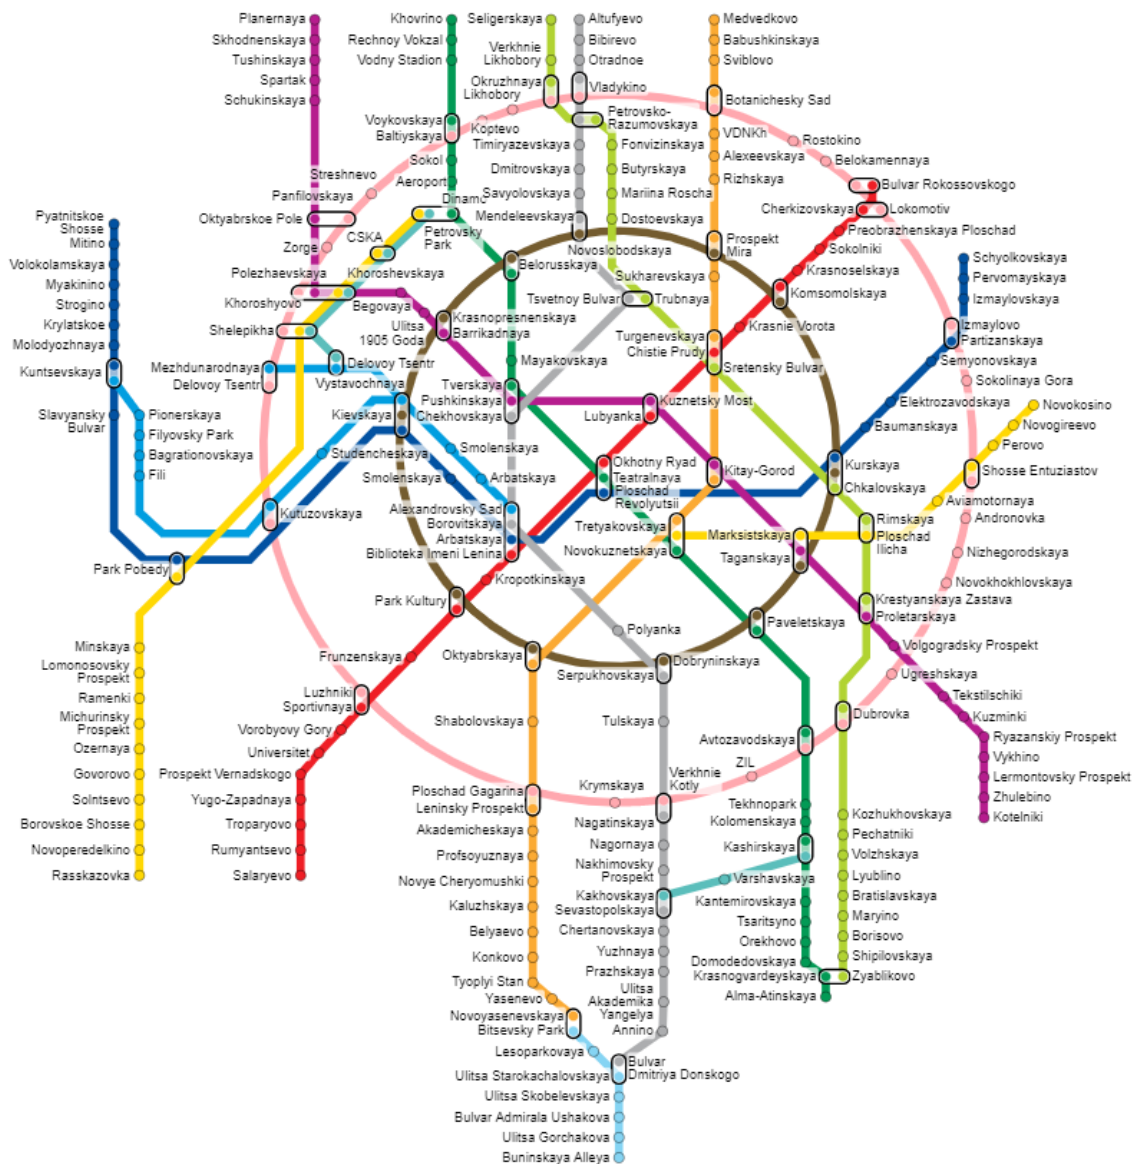 Planernaya
Khovrino
Seligerskaya
Altufyevo
Medvedkovo
Skhodnenskaya
Rechnoy Vokzal
Verkhnie
Likhobory
Bibirevo
Babushkinskaya
Tushinskaya
Vodny Stadion
Otradnoe
Sviblovo
Spartak
Okruzhnaya
Likhobory
Vladykino
Schukinskaya
Botanichesky Sad
Voykovskaya
Baltiyskaya
Koptevo
Petrovsko-
Razumovskaya
VDNKh
Rostokino
Timiryazevskaya
Fonvizinskaya
Alexeevskaya
Belokamennaya
Sokol
Dmitrovskaya
Butyrskaya
Rizhskaya
Streshnevo
Aeroport
Bulvar Rokossovskogo
Panfilovskaya
Savyolovskaya
Mariina Roscha
Dinamo
Cherkizovskaya
Lokomotiv
Oktyabrskoe Pole
Petrovsky
Park
Mendeleevskaya
Dostoevskaya
Preobrazhenskaya Ploschad
Pyatnitskoe
Shosse
CSKA
Novoslobodskaya
Prospekt
Mira
Sokolniki
Mitino
Zorge
Belorusskaya
Schyolkovskaya
Volokolamskaya
Polezhaevskaya
Khoroshevskaya
Sukharevskaya
Krasnoselskaya
Pervomayskaya
Myakinino
Khoroshyovo
Begovaya
Tsvetnoy Bulvar
Trubnaya
Komsomolskaya
Izmaylovskaya
Strogino
Krylatskoe
Shelepikha
Ulitsa
1905 Goda
Krasnopresnenskaya
Barrikadnaya
Turgenevskaya
Chistie Prudy
Krasnie Vorota
Izmaylovo
Partizanskaya
Molodyozhnaya
Mezhdunarodnaya
Delovoy Tsentr
Delovoy Tsentr
Vystavochnaya
Mayakovskaya
Sretensky Bulvar
Semyonovskaya
Kuntsevskaya
Sokolinaya Gora
Tverskaya
Pushkinskaya
Chekhovskaya
Kuznetsky Most
Lubyanka
Elektrozavodskaya
Novokosino
Slavyansky
Bulvar
Pionerskaya
Kievskaya
Baumanskaya
Novogireevo
Filyovsky Park
Smolenskaya
Perovo
Bagrationovskaya
Studencheskaya
Okhotny Ryad
Teatralnaya
Ploschad
Revolyutsii
Kitay-Gorod
Kurskaya
Chkalovskaya
Shosse Entuziastov
Fili
Smolenskaya
Arbatskaya
Aviamotornaya
Kutuzovskaya
Alexandrovsky Sad
Borovitskaya
Arbatskaya
Biblioteka Imeni Lenina
Tretyakovskaya
Novokuznetskaya
Marksistskaya
Taganskaya
Rimskaya
Ploschad
Ilicha
Andronovka
Park Pobedy
Nizhegorodskaya
Kropotkinskaya
Novokhokhlovskaya
Park Kultury
Krestyanskaya Zastava
Proletarskaya
Polyanka
Paveletskaya
Minskaya
Frunzenskaya
Oktyabrskaya
Dobryninskaya
Serpukhovskaya
Volgogradsky Prospekt
Lomonosovsky
Prospekt
Ugreshskaya
Ramenki
Luzhniki
Sportivnaya
Tekstilschiki
Michurinsky
Prospekt
Vorobyovy Gory
Shabolovskaya
Tulskaya
Dubrovka
Kuzminki
Ozernaya
Universitet
Avtozavodskaya
Ryazanskiy Prospekt
Govorovo
Prospekt Vernadskogo
ZIL
Vykhino
Solntsevo
Yugo-Zapadnaya
Ploschad Gagarina
Leninsky Prospekt
Krymskaya
Verkhnie
Kotly
Lermontovsky Prospekt
Borovskoe Shosse
Troparyovo
Nagatinskaya
Tekhnopark
Kozhukhovskaya
Zhulebino
Novoperedelkino
Rumyantsevo
Akademicheskaya
Nagornaya
Kolomenskaya
Pechatniki
Kotelniki
Rasskazovka
Salaryevo
Profsoyuznaya
Nakhimovsky
Prospekt
Kashirskaya
Volzhskaya
Novye Cheryomushki
Kakhovskaya
Sevastopolskaya
Varshavskaya
Lyublino
Kaluzhskaya
Kantemirovskaya
Bratislavskaya
Belyaevo
Chertanovskaya
Tsaritsyno
Maryino
Konkovo
Yuzhnaya
Orekhovo
Borisovo
Tyoplyi Stan
Prazhskaya
Domodedovskaya
Shipilovskaya
Yasenevo
Ulitsa
Akademika
Yangelya
Krasnogvardeyskaya
Zyablikovo
Novoyasenevskaya
Bitsevsky Park
Annino
Alma-Atinskaya
Lesoparkovaya
Bulvar
Dmitriya Donskogo
Ulitsa Starokachalovskaya
Ulitsa Skobelevskaya
Bulvar Admirala Ushakova
Ulitsa Gorchakova
Buninskaya Alleya